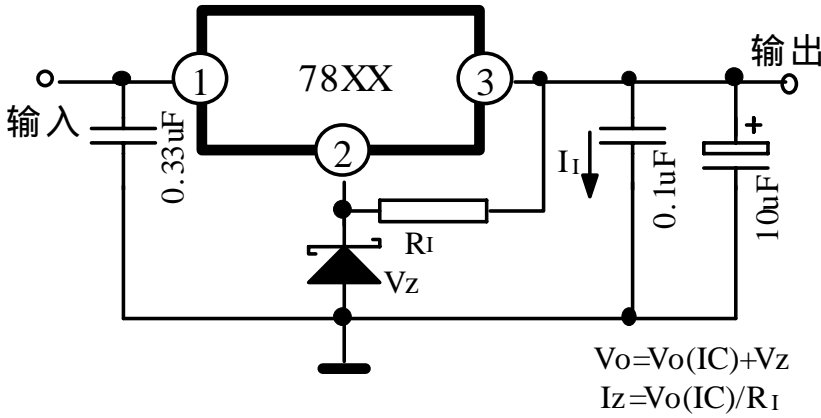 输出
1
78XX
3
输入
0.33uF
2
II
0.1uF
+
10uF
RI
Vz
Vo=Vo(IC)+Vz
Iz=Vo(IC)/RI